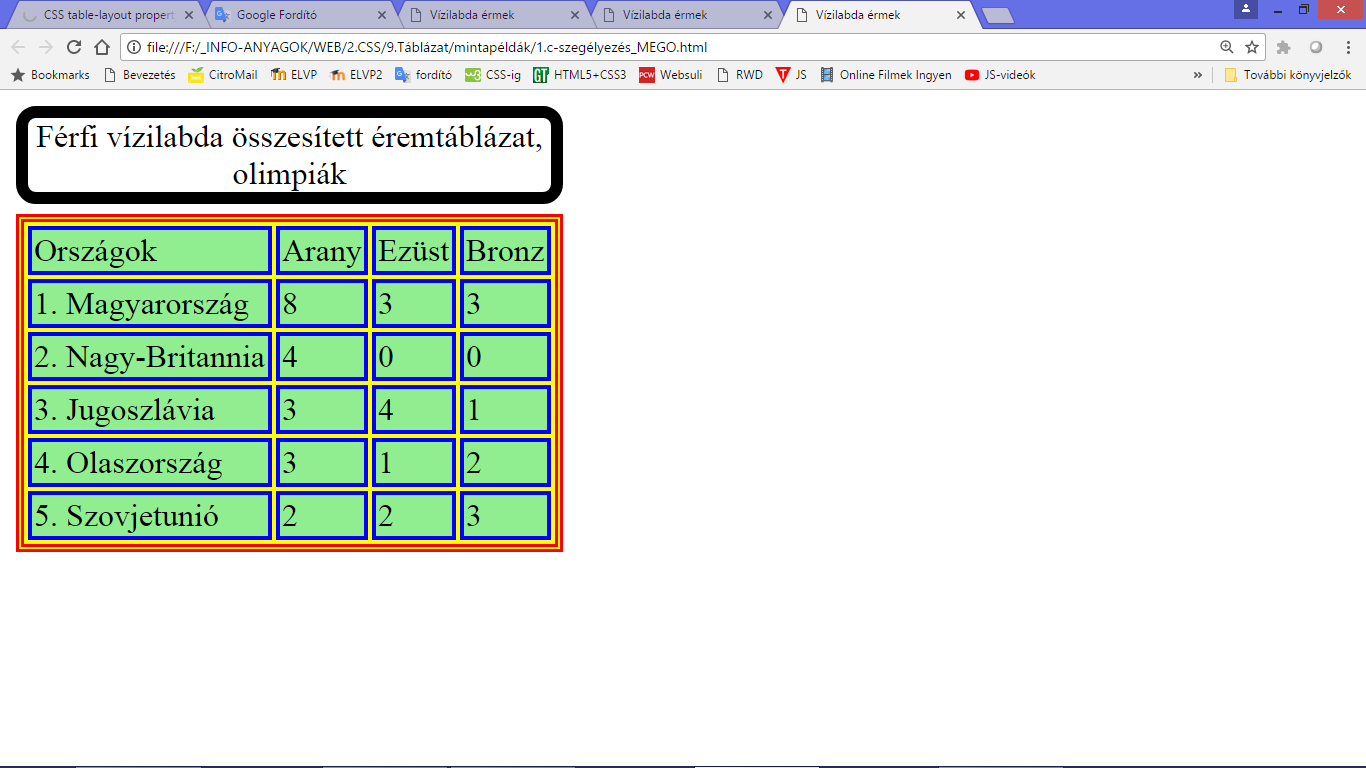 CSS table-layout propert
Google Fordító
Vízilabda érmek
Vízilabda érmek
Vízilabda érmek
file:///F:/_INFO-ANYAGOK/WEB/2.CSS/9.Táblázat/mintapéldák/1.c-szegélyezés_MEGO.html
Bookmarks Bevezetés CitroMail ELVP ELVP2 fordító CSS-ig HTML5+CSS3 Websuli RWD JS Online Filmek Ingyen JS-videók » További könyvjelzők
Férfi vízilabda összesített éremtáblázat,
olimpiák
Országok Arany Ezüst Bronz
1. Magyarország 8 3 3
2. Nagy-Britannia 4 0 0
3. Jugoszlávia 3 4 1
4. Olaszország 3 1 2
5. Szovjetunió 2 2 3